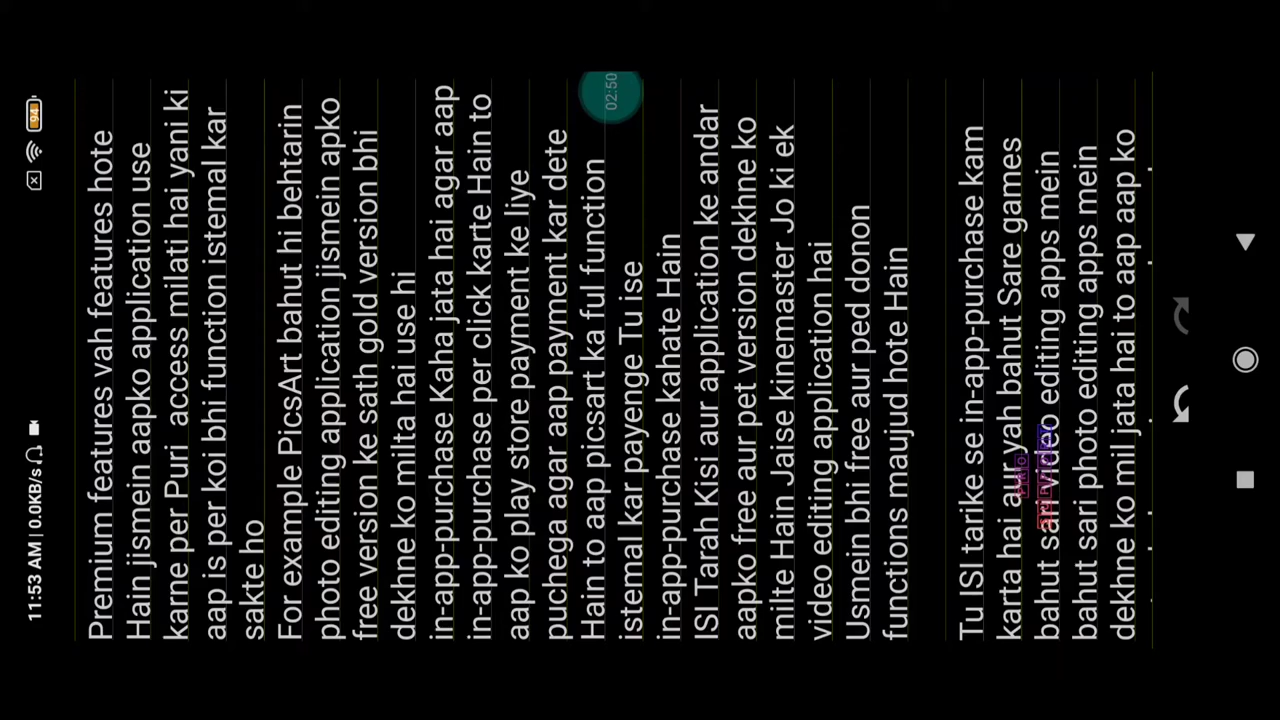 11:53 AM | 0.0KB/s
94
Premium features vah features hote
Hain jismein aapko application use
karne per Puri access milati hai yani ki
aap is per koi bhi function istemal kar
sakte ho
For example PicsArt bahut hi behtarin
photo editing application jismein apko
free version ke sath gold version bhi
dekhne ko milta hai use hi
in-app-purchase Kaha jata hai agar aap
in-app-purchase per click karte Hain to
aap ko play store payment ke liye
puchega agar aap payment kar dete
Hain to aap picsart ka ful function
02:50
istemal kar payenge Tu ise
in-app-purchase kahate Hain
ISI Tarah Kisi aur application ke andar
aapko free aur pet version dekhne ko
milte Hain Jaise kinemaster Jo ki ek
video editing application hai
Usmein bhi free aur ped donon
functions maujud hote Hain
Tu ISI tarike se in-app-purchase kam
karta hai aur yah bahut Sare games
bahut sari video editing apps mein
bahut sari photo editing apps mein
dekhne ko mil jata hai to aap aap ko